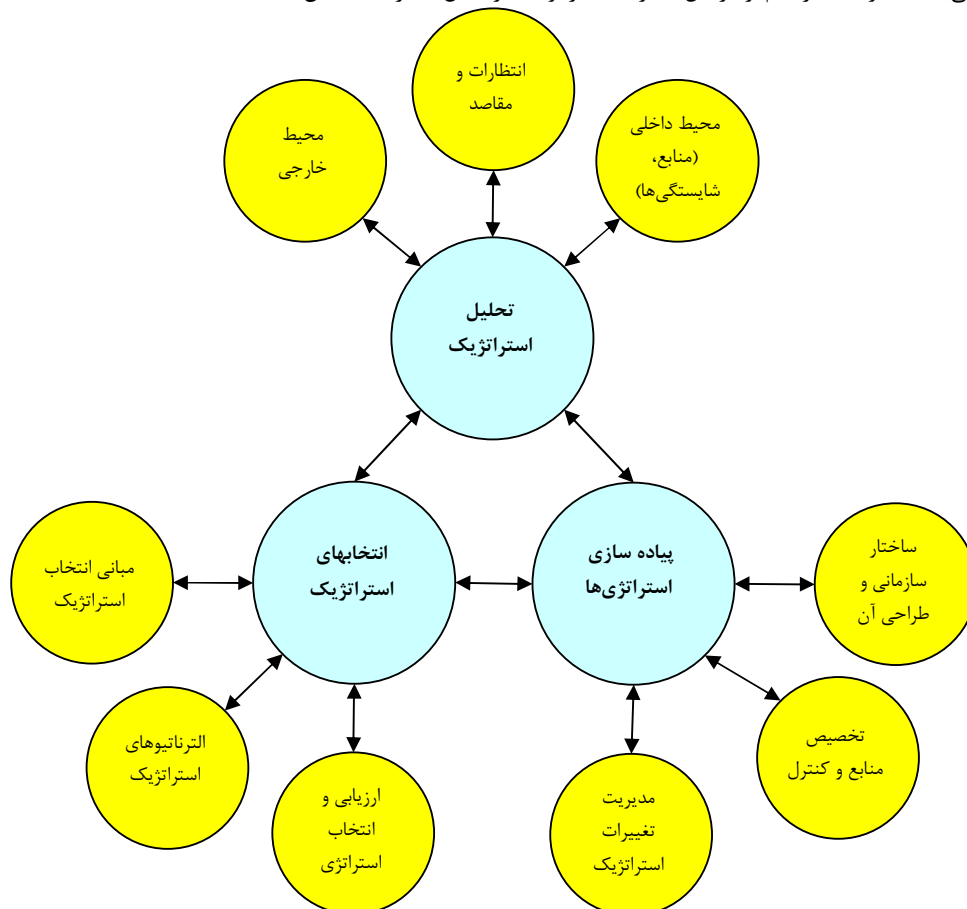 انتظارات و
مقاصد
محیط داخلی
(منابع،
شایستگی‌ها)
محیط
خارجی
تحلیل
استراتژیک
پیاده سازی
استراتژی‌ها
انتخابهای
استراتژیک
ساختار
سازمانی و
طراحی آن
مبانی انتخاب
استراتژیک
تخصیص
منابع و کنترل
الترناتیوهای
استراتژیک
مدیریت
تغییرات
استراتژیک
ارزیابی و
انتخاب
استراتژی